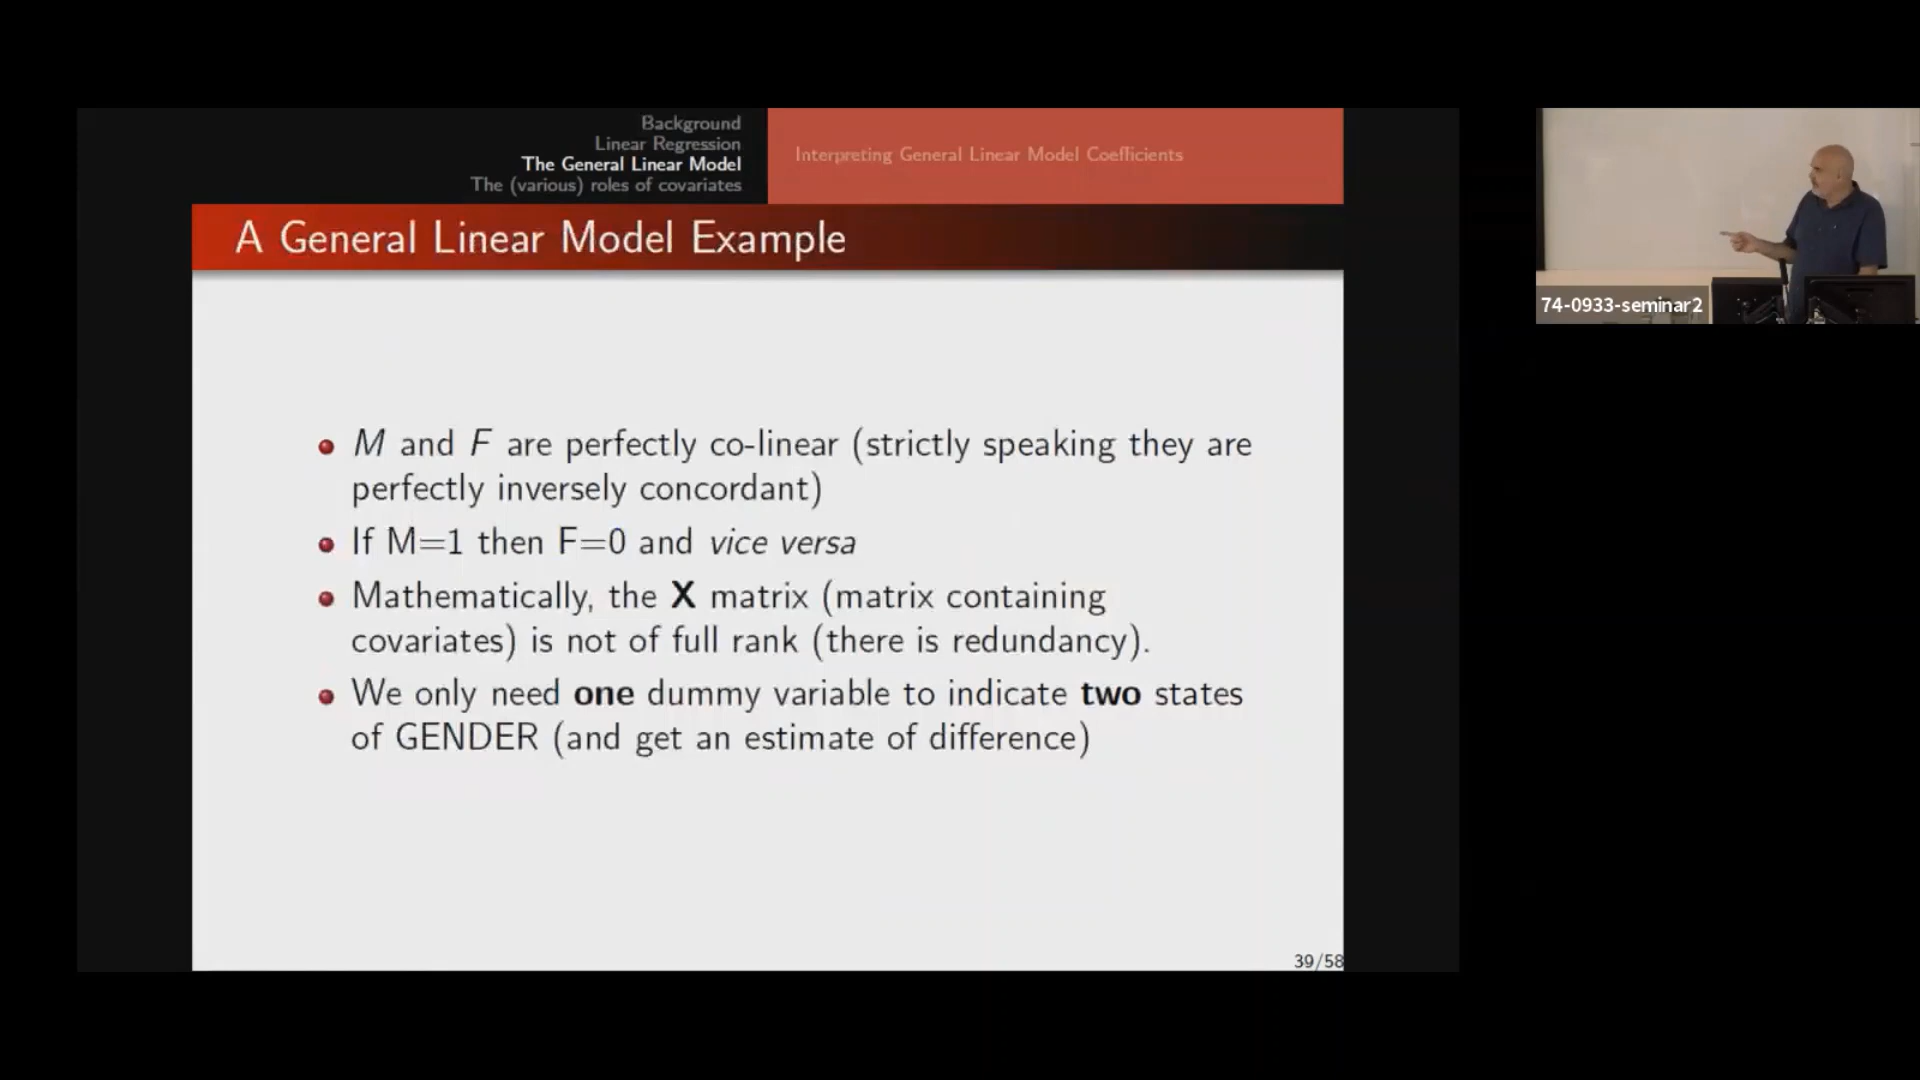 Background
Linear Regression
The General Linear Model
The (various) roles of covariates
Interpreting General Linear Model Coefficients
A General Linear Model Example
M and F are perfectly co-linear (strictly speaking they are
perfectly inversely concordant)
If M=1 then F=0 and vice versa
Mathematically, the X matrix (matrix containing
covariates) is not of full rank (there is redundancy).
We only need one dummy variable to indicate two states
of GENDER (and get an estimate of difference)
39/58
74-0933-seminar2